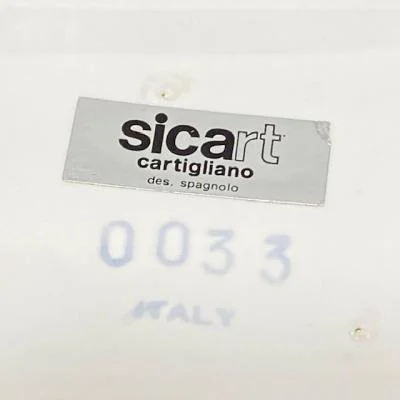 sicart
cartigliano
des. spagnolo
0033
ITALY